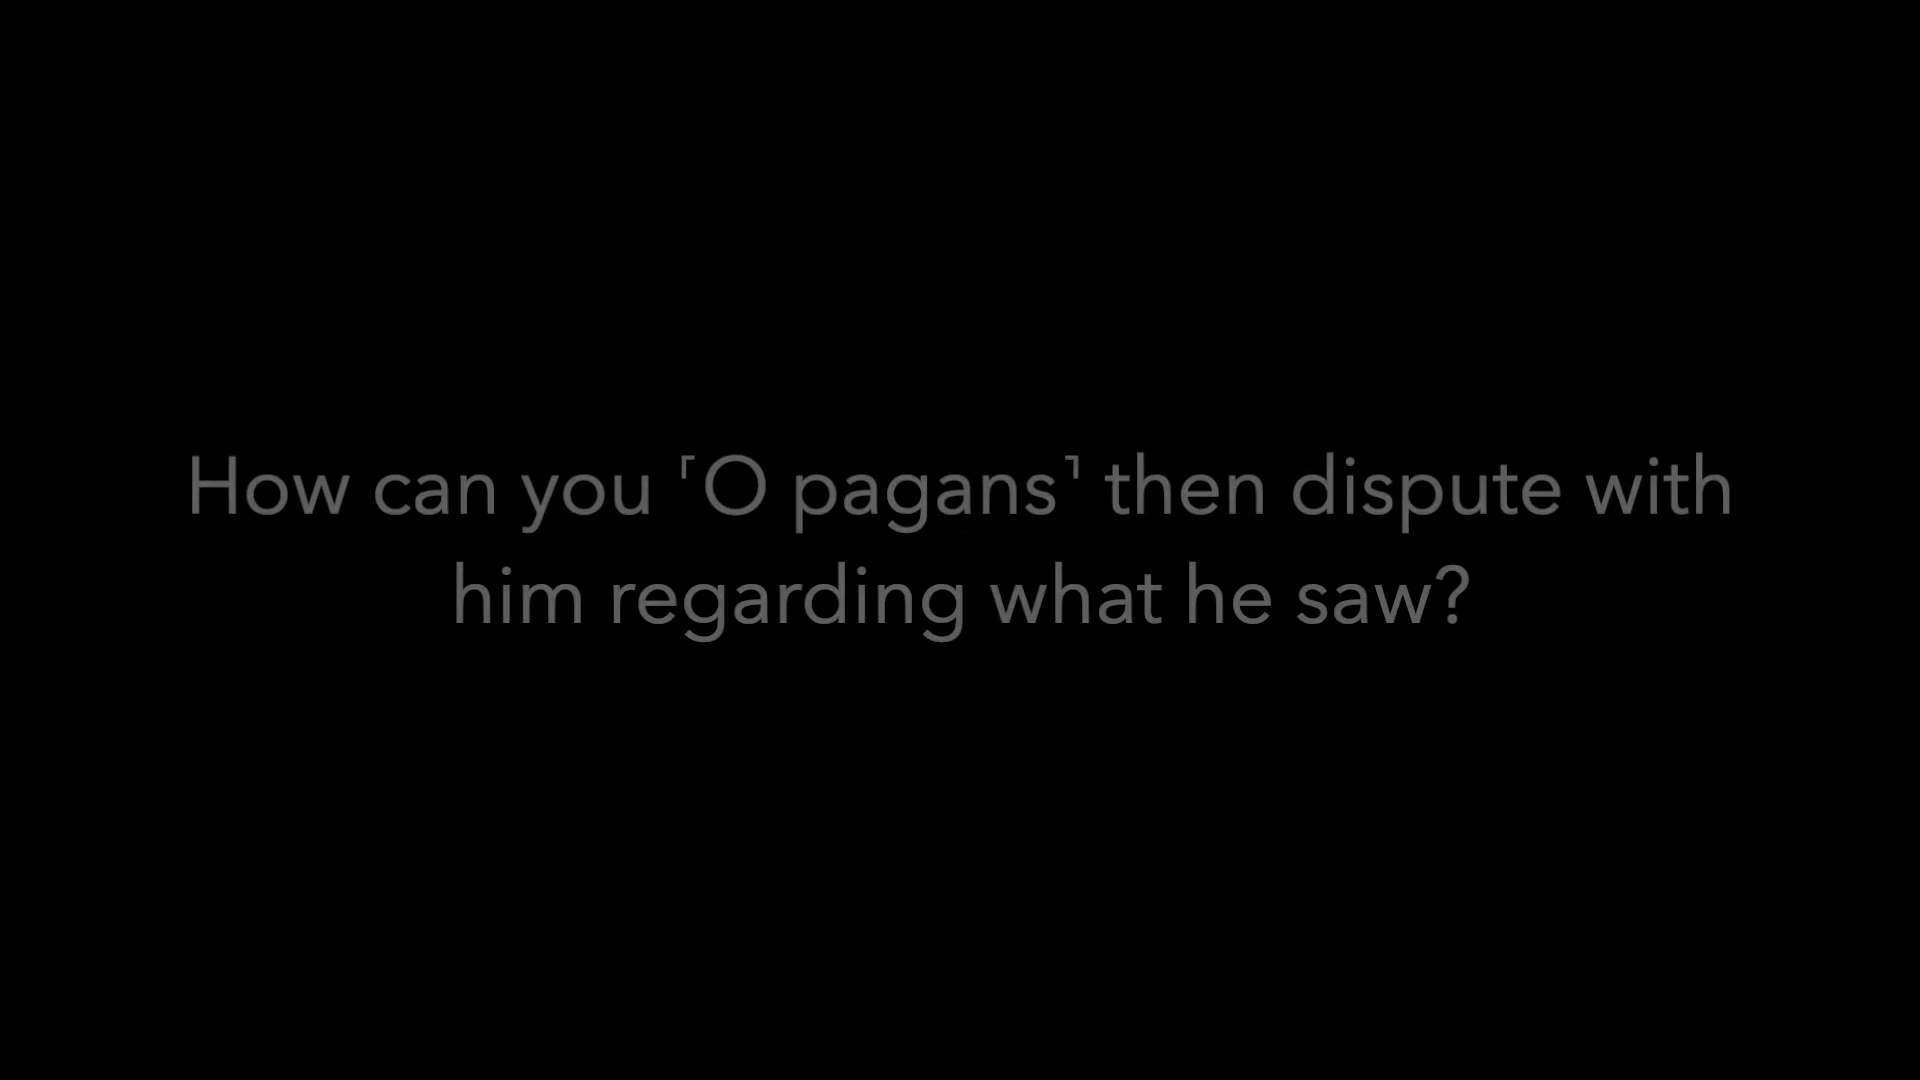 How can you ˹O pagans˺ then dispute with
him regarding what he saw?